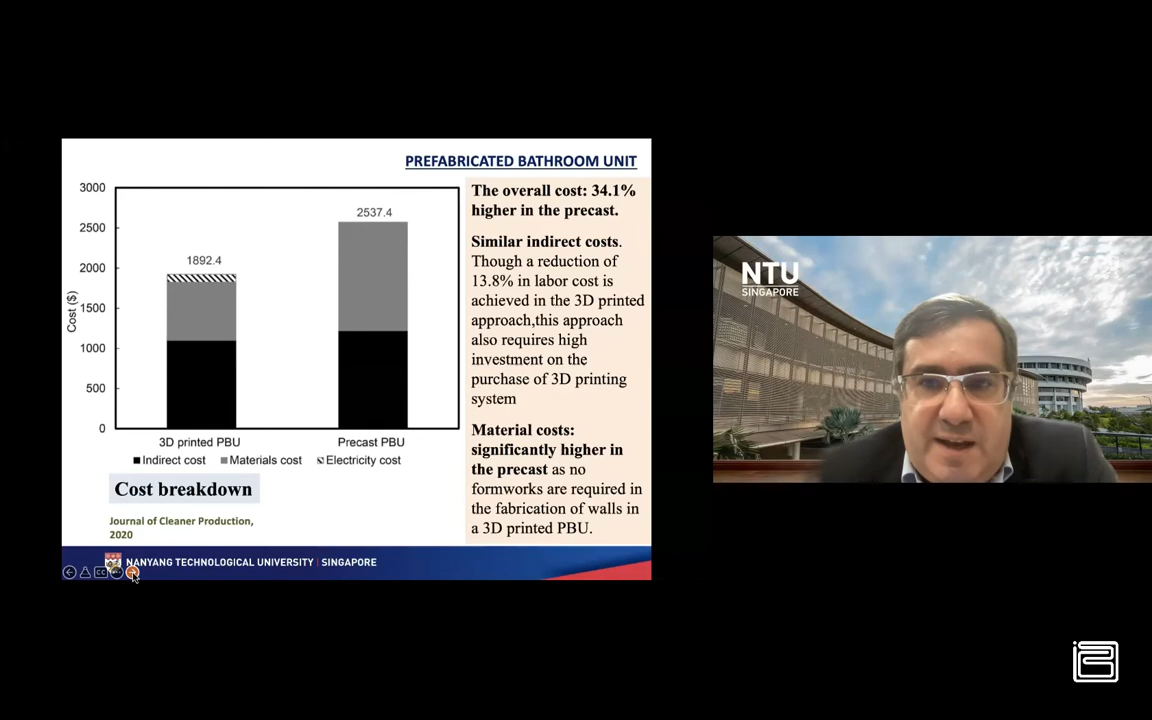 PREFABRICATED BATHROOM UNIT
3000
2500
2000
1500
1000
500
0
Cost ($)
1892.4
2537.4
3D printed PBU
Precast PBU
Indirect cost
Materials cost
Electricity cost
Cost breakdown
Journal of Cleaner Production,
2020
The overall cost: 34.1%
higher in the precast.
Similar indirect costs.
Though a reduction of
13.8% in labor cost is
achieved in the 3D printed
approach,this approach
also requires high
investment on the
purchase of 3D printing
system
Material costs:
significantly higher in
the precast as no
formworks are required in
the fabrication of walls in
a 3D printed PBU.
NANYANG TECHNOLOGICAL UNIVERSITY | SINGAPORE
CC
NTU
SINGAPORE